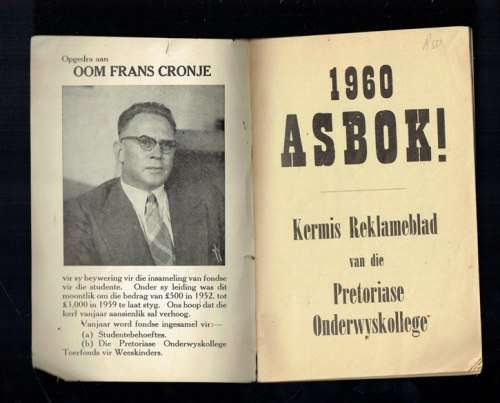 Opgedra aan
OOM FRANS CRONJE
vir sy beywering vir die insameling van fondse
vir die studente. Onder sy leiding was dit
moontlik om die bedrag van £500 in 1952, tot
£3,000 in 1959 te laat styg. Ons hoop dat die
kerf vanjaar aansienlik sal verhoog.
Vanjaar word fondse ingesamel vir:—
(a) Studentebehoeftes.
(b) Die Pretoriase Onderwyskollege
Toerfonds vir Weeskinders.
1960
ASBOK!
Kermis Reklameblad
van die
Pretoriase
Onderwyskollege